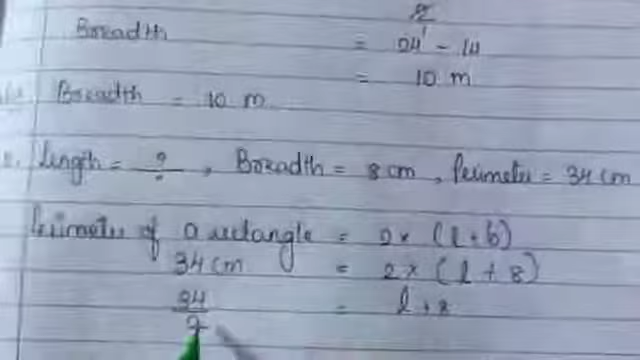 2
Breadth = 24 - 14
= 10 m
Breadth = 10 m
Length = ?, Breadth = 8 cm, Perimeter = 34 cm
Perimeter of a rectangle = 2 × (l + b)
34 cm = 2 × (l + 8)
34/2 = l + 8